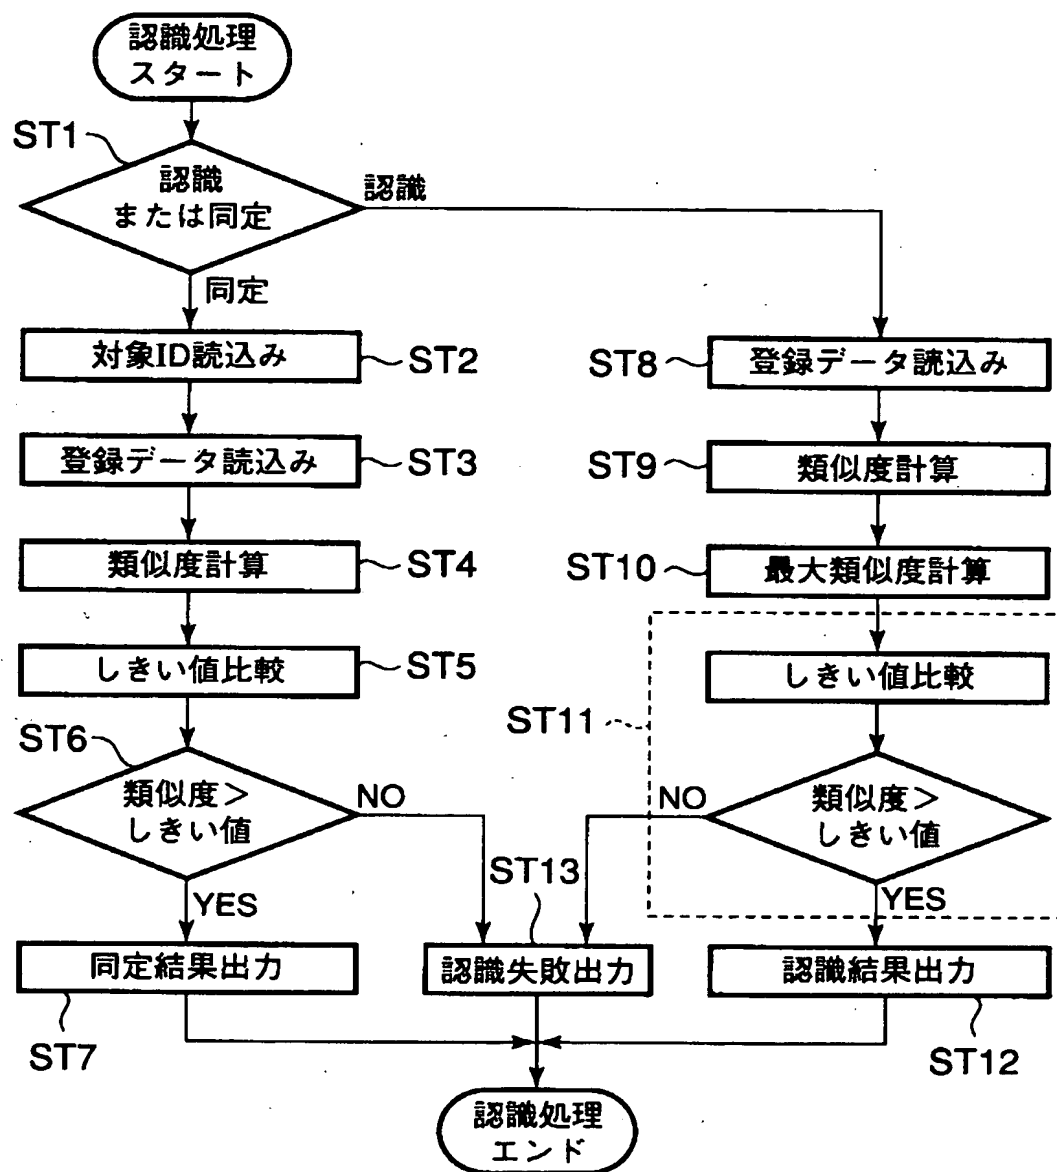 認識処理
スタート
ST1
認識
または同定
認識
同定
対象ID読込み
ST2
登録データ読込み
ST3
類似度計算
ST4
しきい値比較
ST5
ST6
類似度＞
しきい値
NO
YES
同定結果出力
ST7
ST8
登録データ読込み
ST9
類似度計算
ST10
最大類似度計算
ST11
しきい値比較
類似度＞
しきい値
NO
YES
ST13
認識失敗出力
認識結果出力
ST12
認識処理
エンド